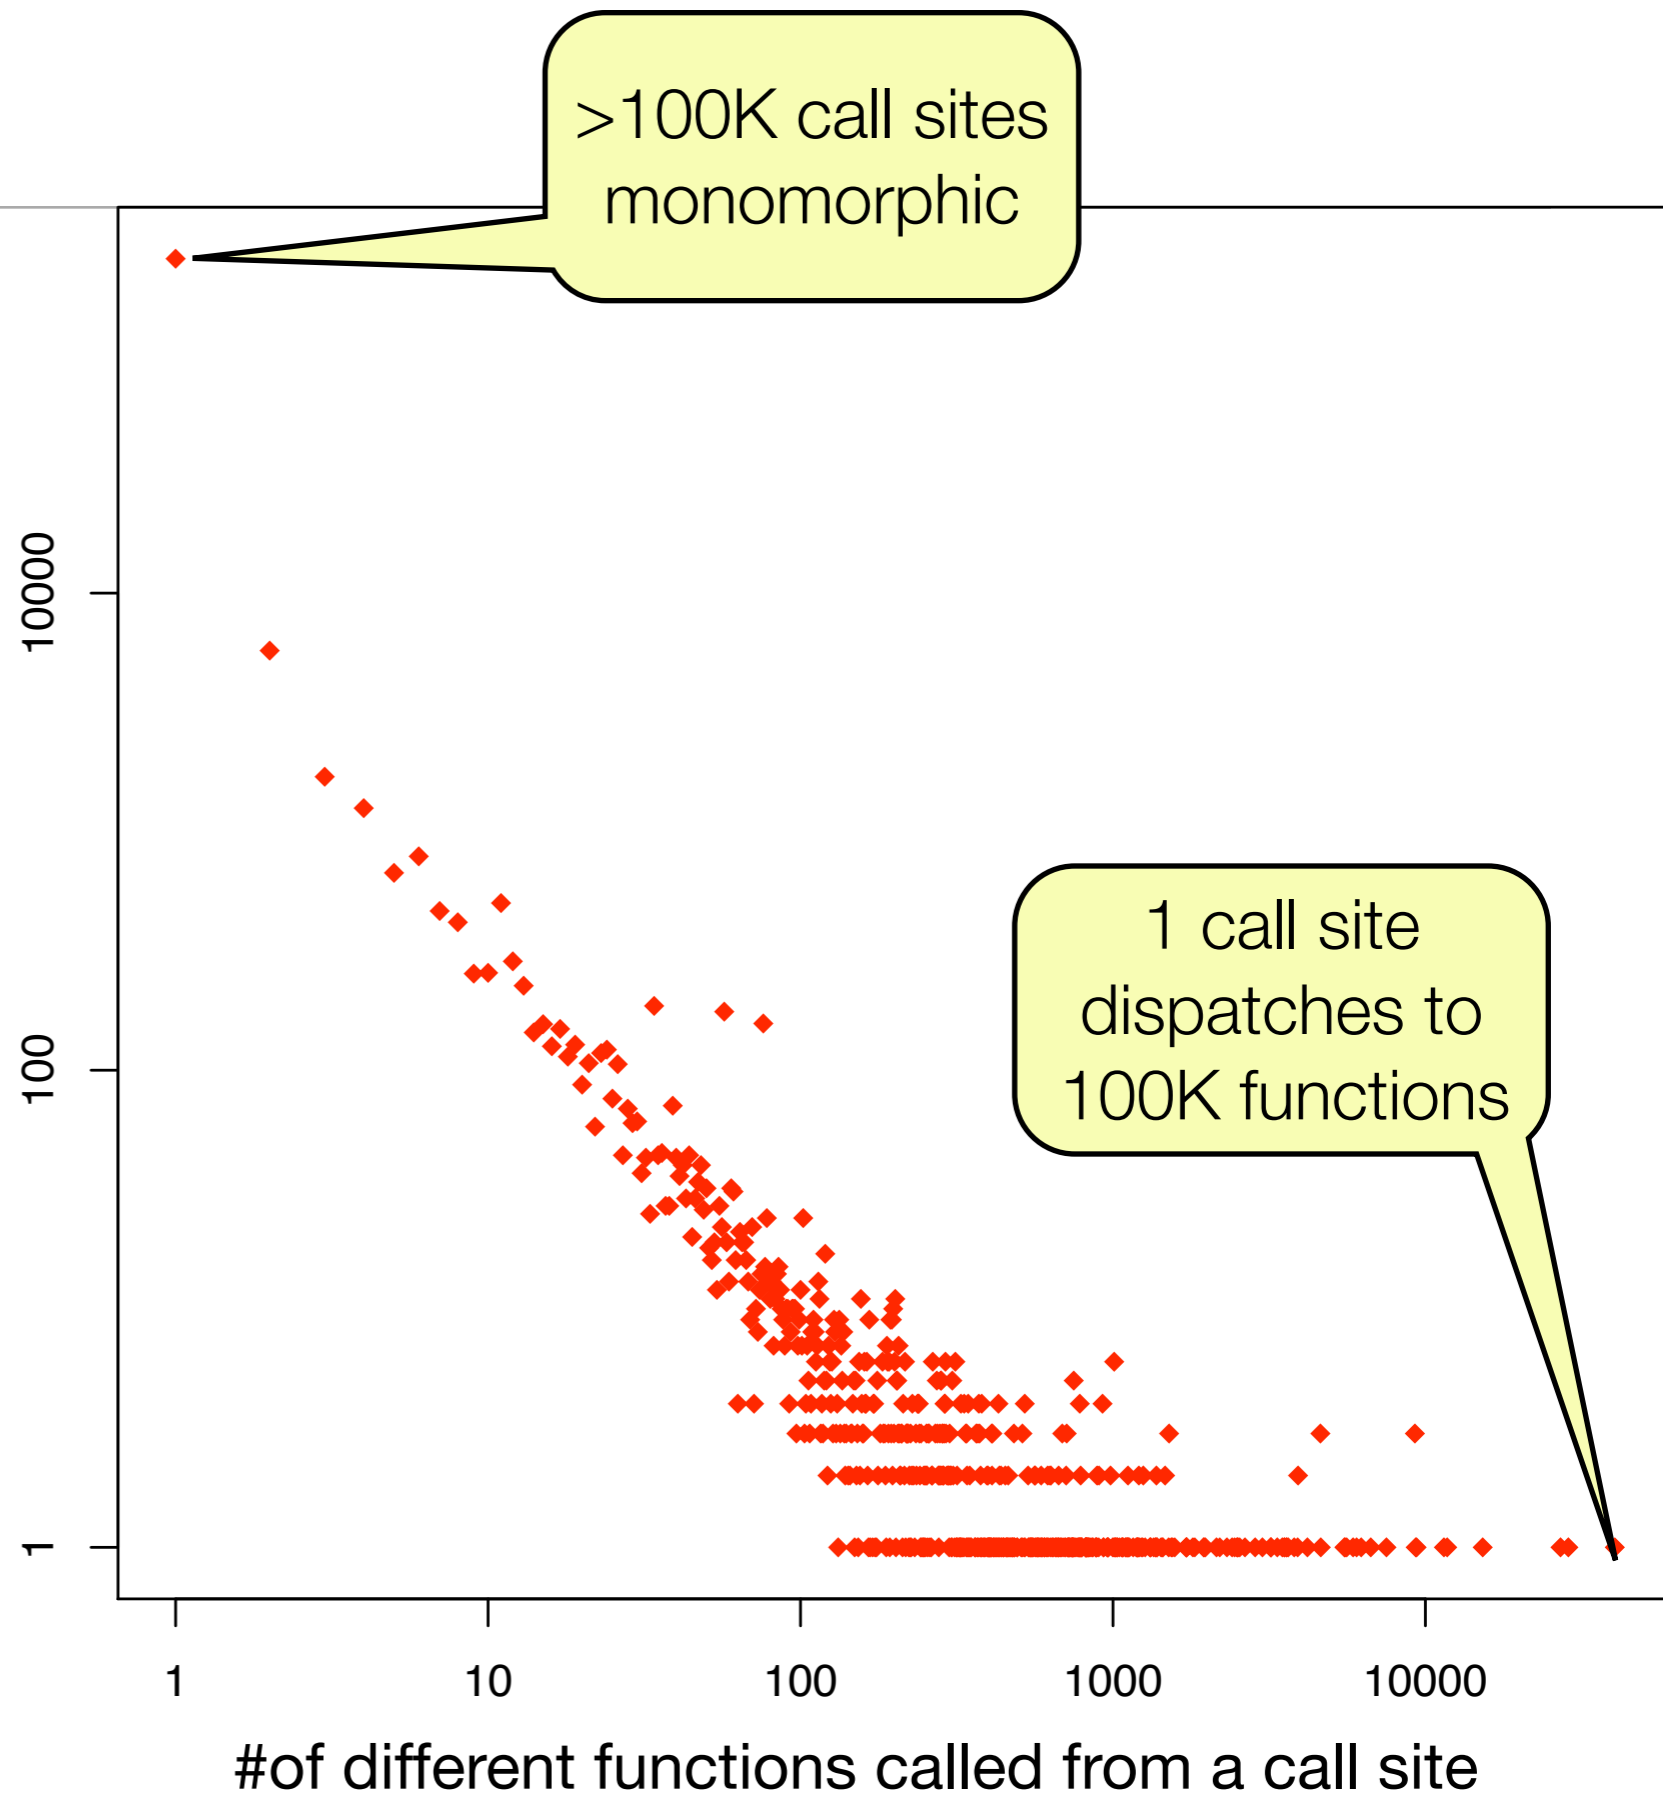 >100K call sites
monomorphic
10000
1 call site
dispatches to
100K functions
100
1
1 10 100 1000 10000
#of different functions called from a call site